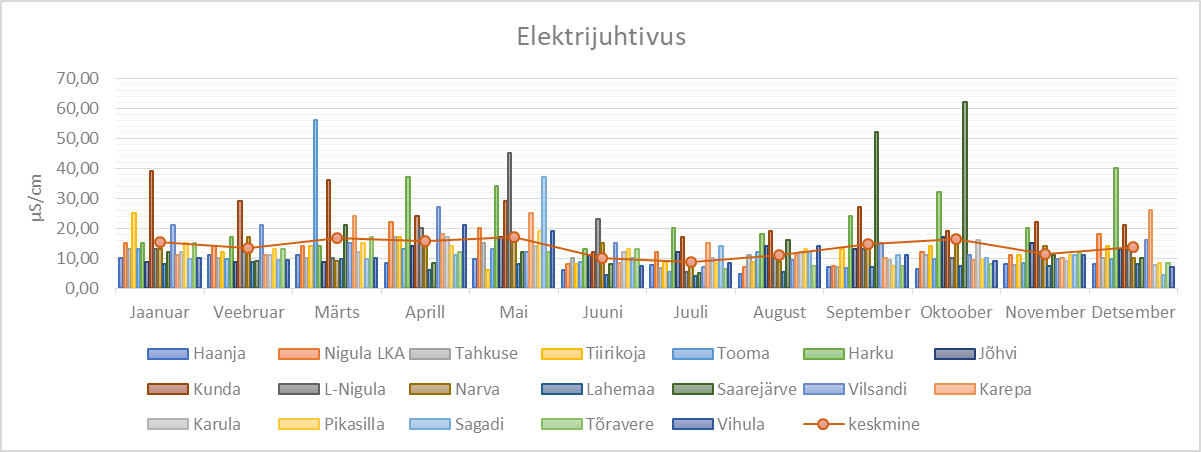 Elektrijuhtivus
70,00
60,00
50,00
40,00
30,00
20,00
10,00
0,00
µS/cm
Jaanuar Veebruar Märts Aprill Mai Juuni Juuli August September Oktoober November Detsember
Haanja Nigula LKA Tahkuse Tiirikoja Tooma Harku Jõhvi
Kunda L-Nigula Narva Lahemaa Saarejärve Vilsandi Karepa
Karula Pikasilla Sagadi Tõravere Vihula keskmine